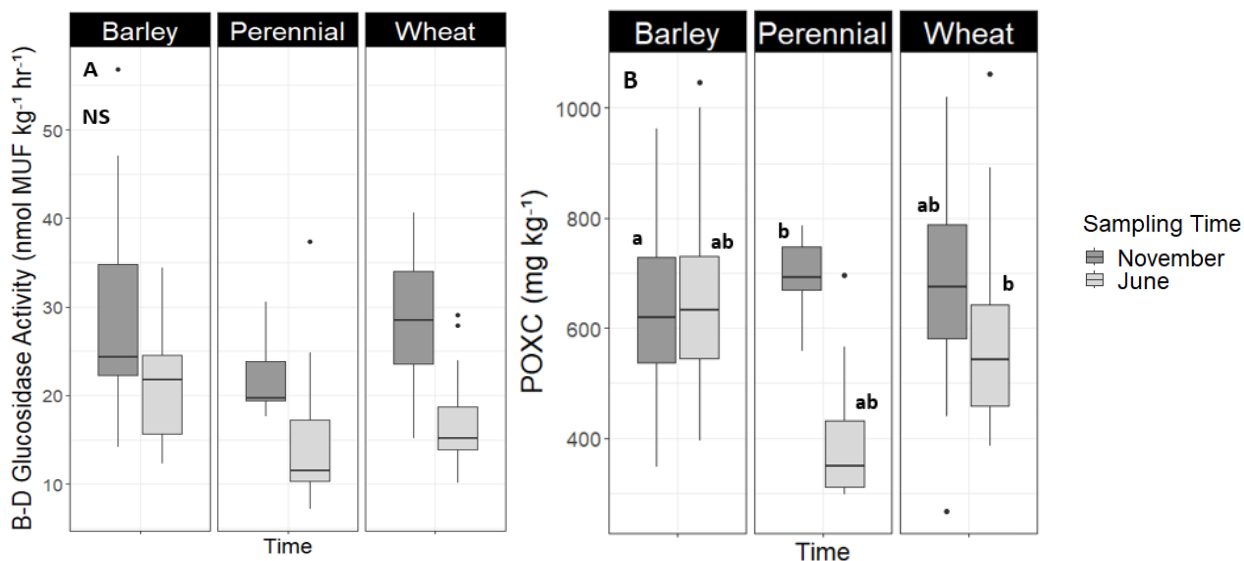 Barley Perennial Wheat
A
NS
B-D Glucosidase Activity (nmol MUF kg⁻¹ hr⁻¹)
50
40
30
20
10
Time
Barley Perennial Wheat
B
POXC (mg kg⁻¹)
1000
800
600
400
a
ab
b
ab
ab
b
Time
Sampling Time
November
June